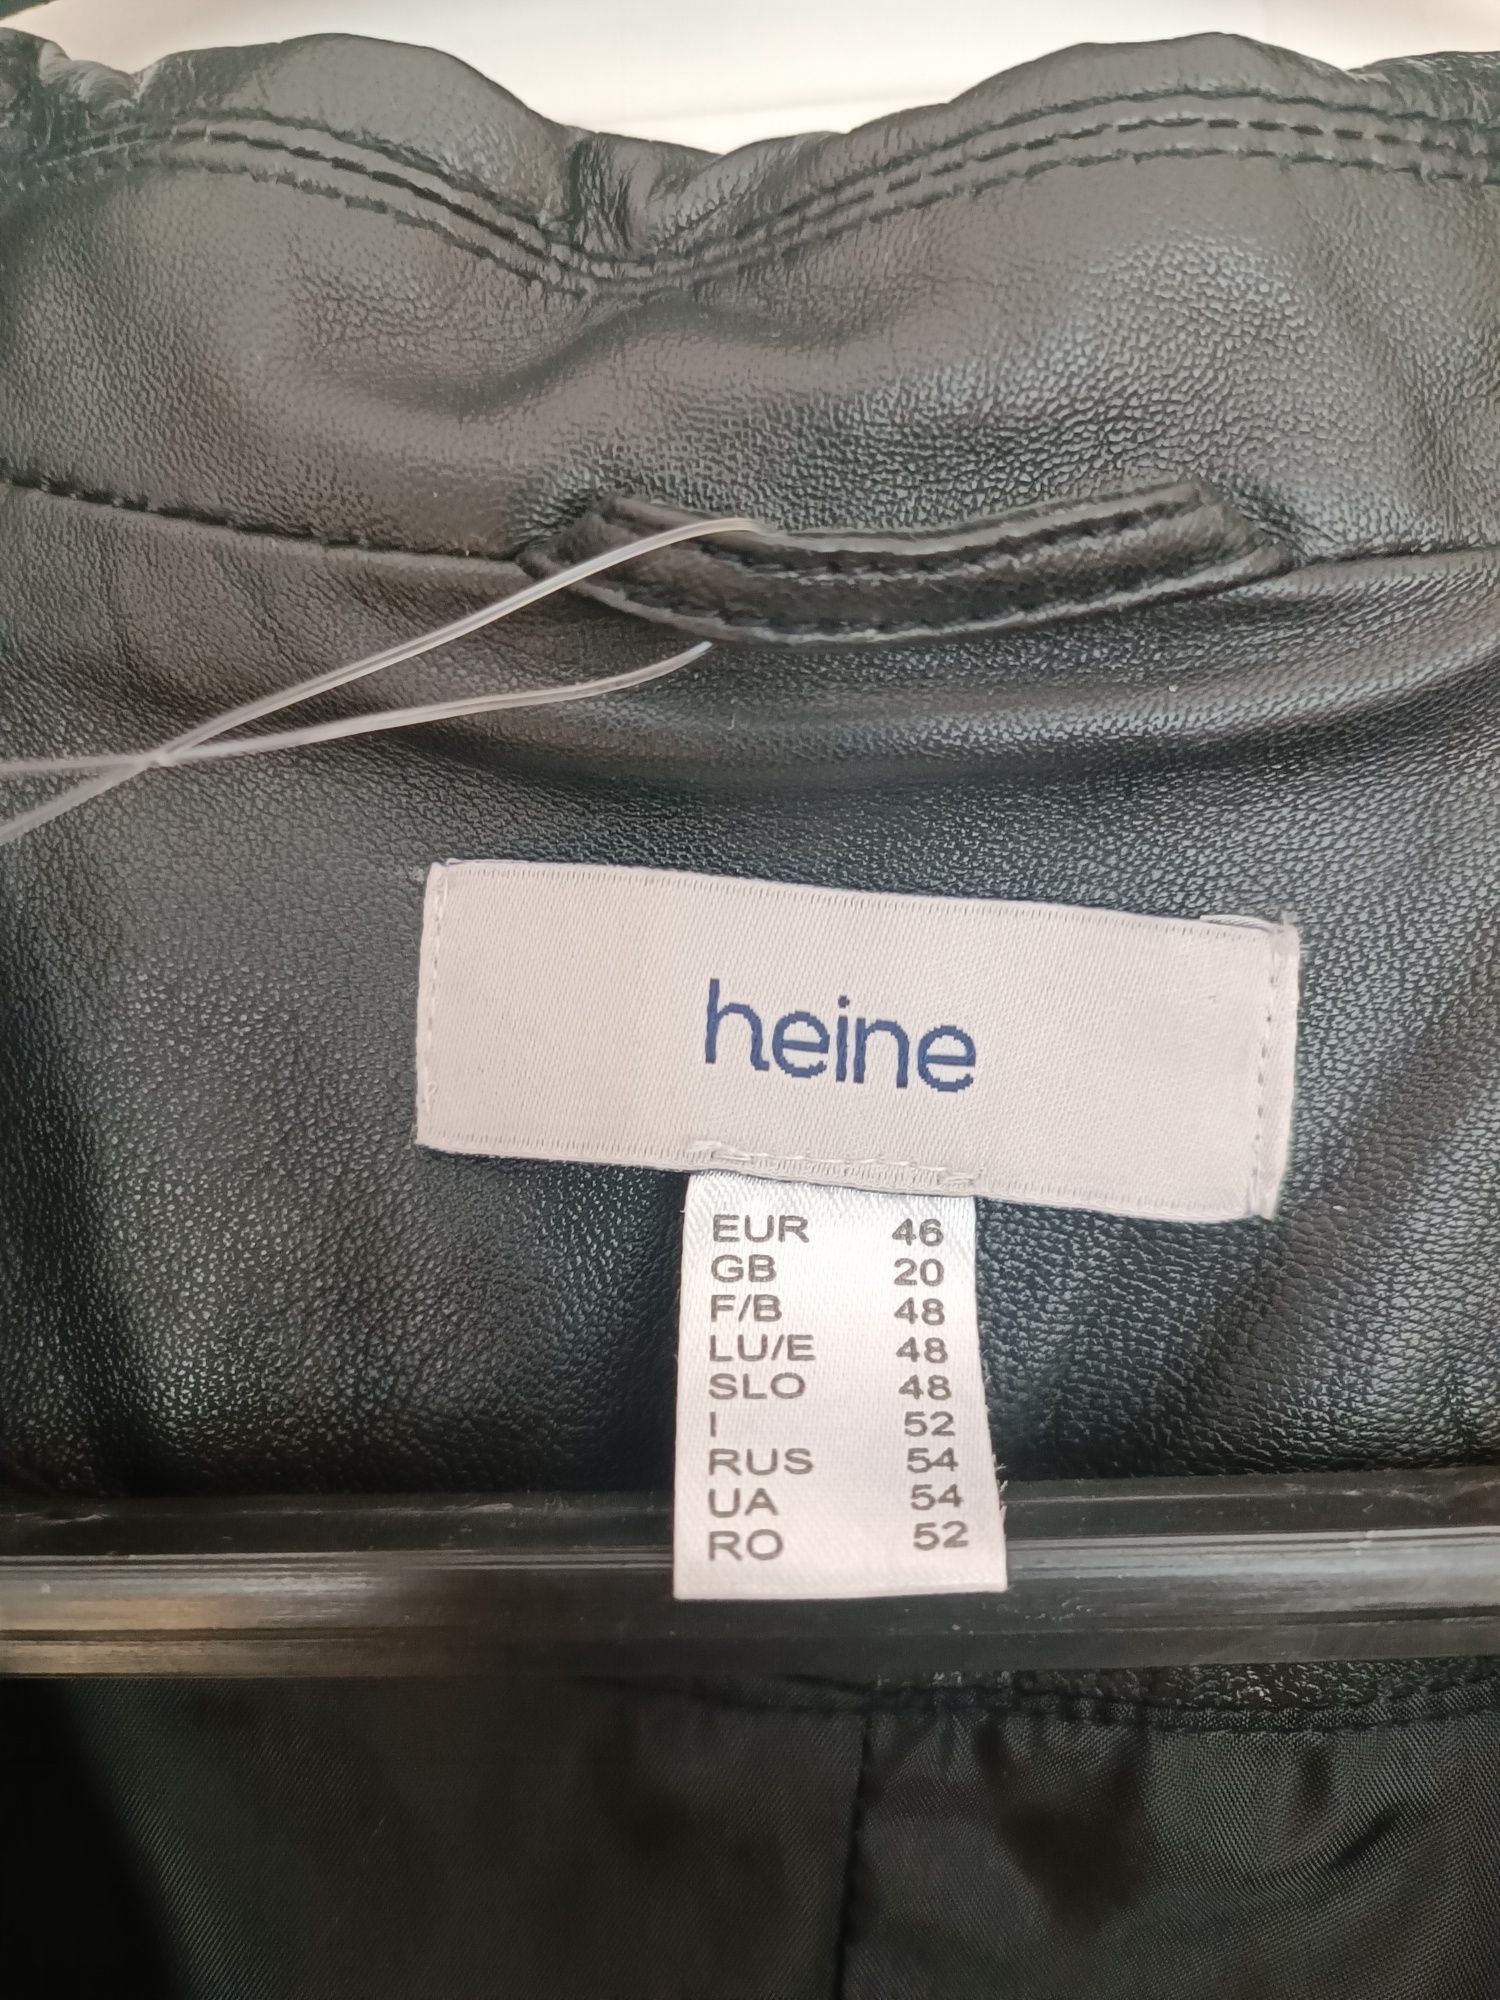 heine
EUR 46
GB 20
F/B 48
LU/E 48
SLO 48
I 52
RUS 54
UA 54
RO 52